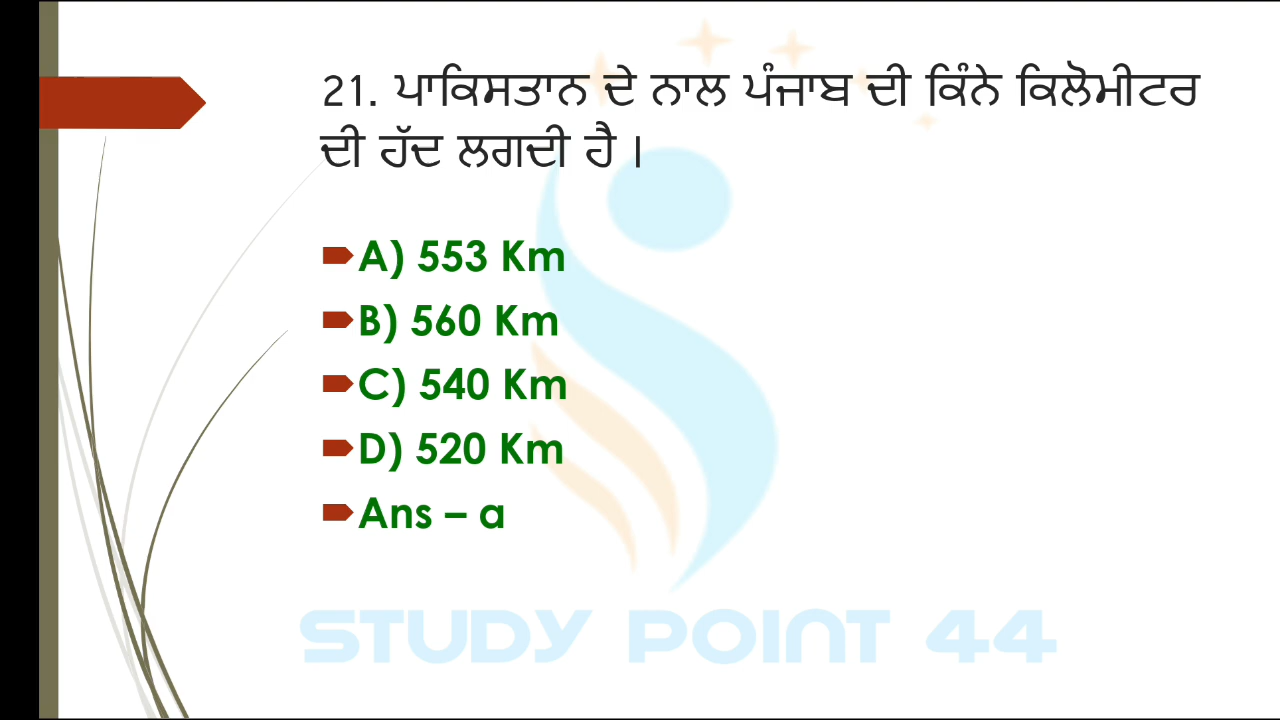 21. ਪਾਕਿਸਤਾਨ ਦੇ ਨਾਲ ਪੰਜਾਬ ਦੀ ਕਿੰਨੇ ਕਿਲੋਮੀਟਰ
ਦੀ ਹੱਦ ਲਗਦੀ ਹੈ ।
A) 553 Km
B) 560 Km
C) 540 Km
D) 520 Km
Ans – a
STUDY POINT 44